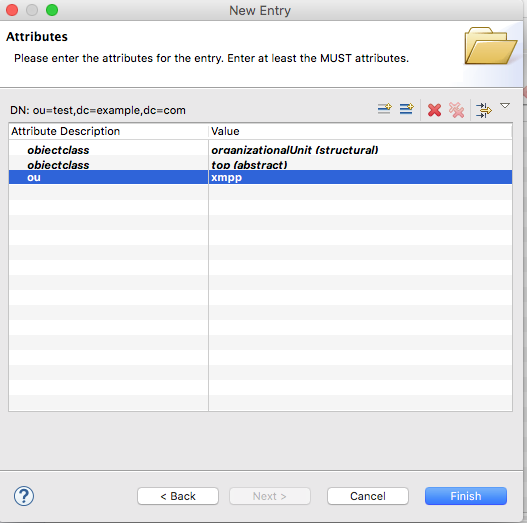 New Entry
Attributes
Please enter the attributes for the entry. Enter at least the MUST attributes.
DN: ou=test,dc=example,dc=com
Attribute Description Value
objectclass organizationalUnit (structural)
objectclass top (abstract)
ou xmpp
? < Back Next > Cancel Finish